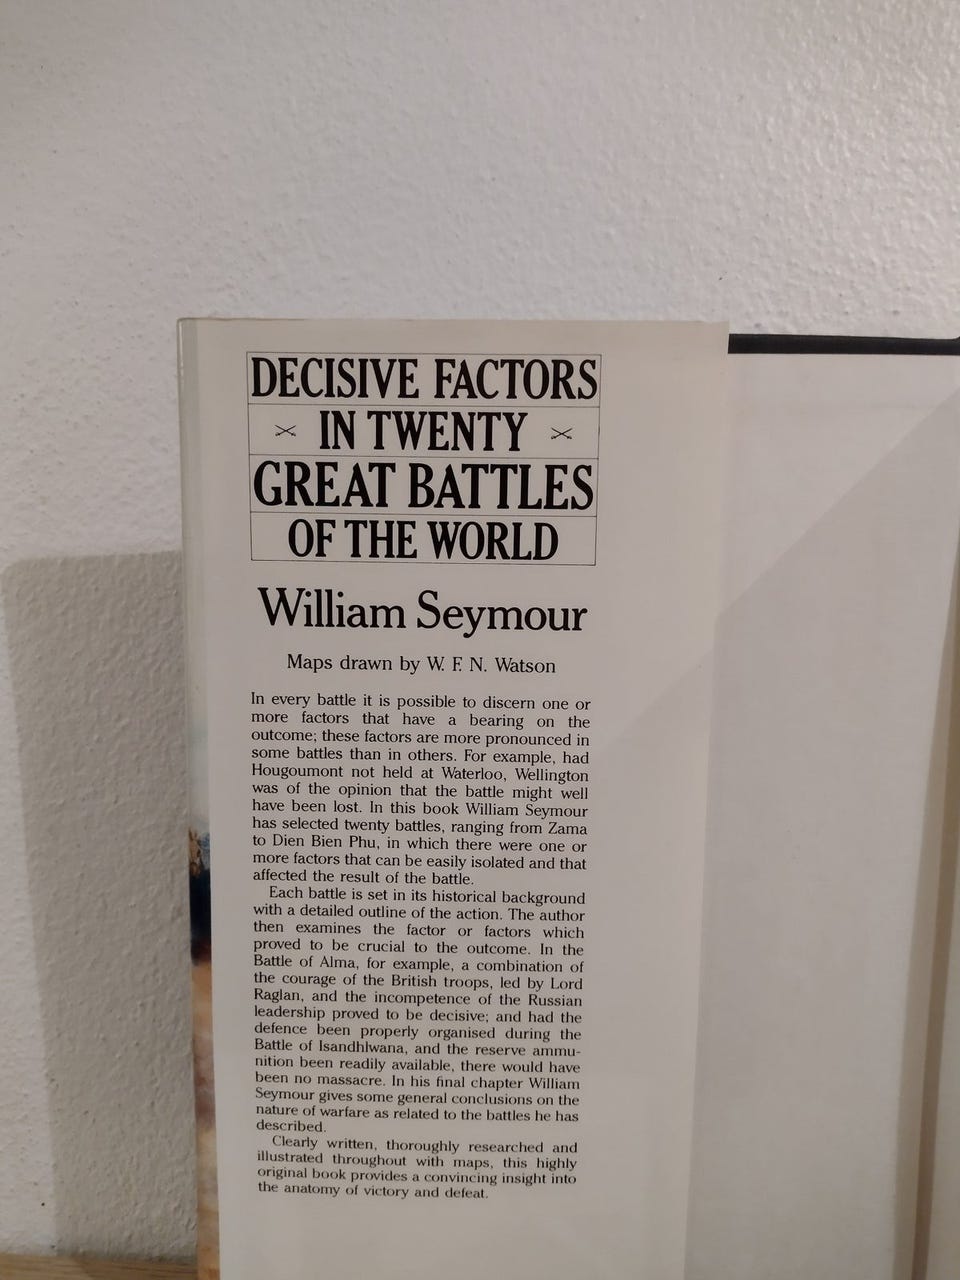 DECISIVE FACTORS
IN TWENTY
GREAT BATTLES
OF THE WORLD
William Seymour
Maps drawn by W. F. N. Watson
In every battle it is possible to discern one or
more factors that have a bearing on the
outcome; these factors are more pronounced in
some battles than in others. For example, had
Hougoumont not held at Waterloo, Wellington
was of the opinion that the battle might well
have been lost. In this book William Seymour
has selected twenty battles, ranging from Zama
to Dien Bien Phu, in which there were one or
more factors that can be easily isolated and that
affected the result of the battle.
Each battle is set in its historical background
with a detailed outline of the action. The author
then examines the factor or factors which
proved to be crucial to the outcome. In the
Battle of Alma, for example, a combination of
the courage of the British troops, led by Lord
Raglan, and the incompetence of the Russian
leadership proved to be decisive; and had the
defence been properly organised during the
Battle of Isandhlwana, and the reserve ammu-
nition been readily available, there would have
been no massacre. In his final chapter William
Seymour gives some general conclusions on the
nature of warfare as related to the battles he has
described.
Clearly written, thoroughly researched and
illustrated throughout with maps, this highly
original book provides a convincing insight into
the anatomy of victory and defeat.